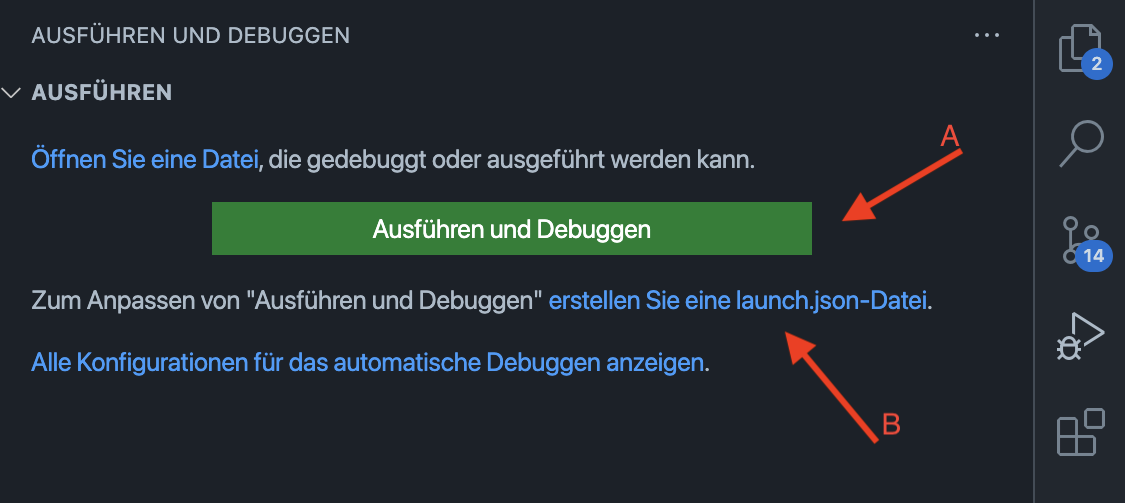 AUSFÜHREN UND DEBUGGEN
2
AUSFÜHREN
A
Öffnen Sie eine Datei, die gedebuggt oder ausgeführt werden kann.
Ausführen und Debuggen
14
Zum Anpassen von "Ausführen und Debuggen" erstellen Sie eine launch.json-Datei.
Alle Konfigurationen für das automatische Debuggen anzeigen.
B